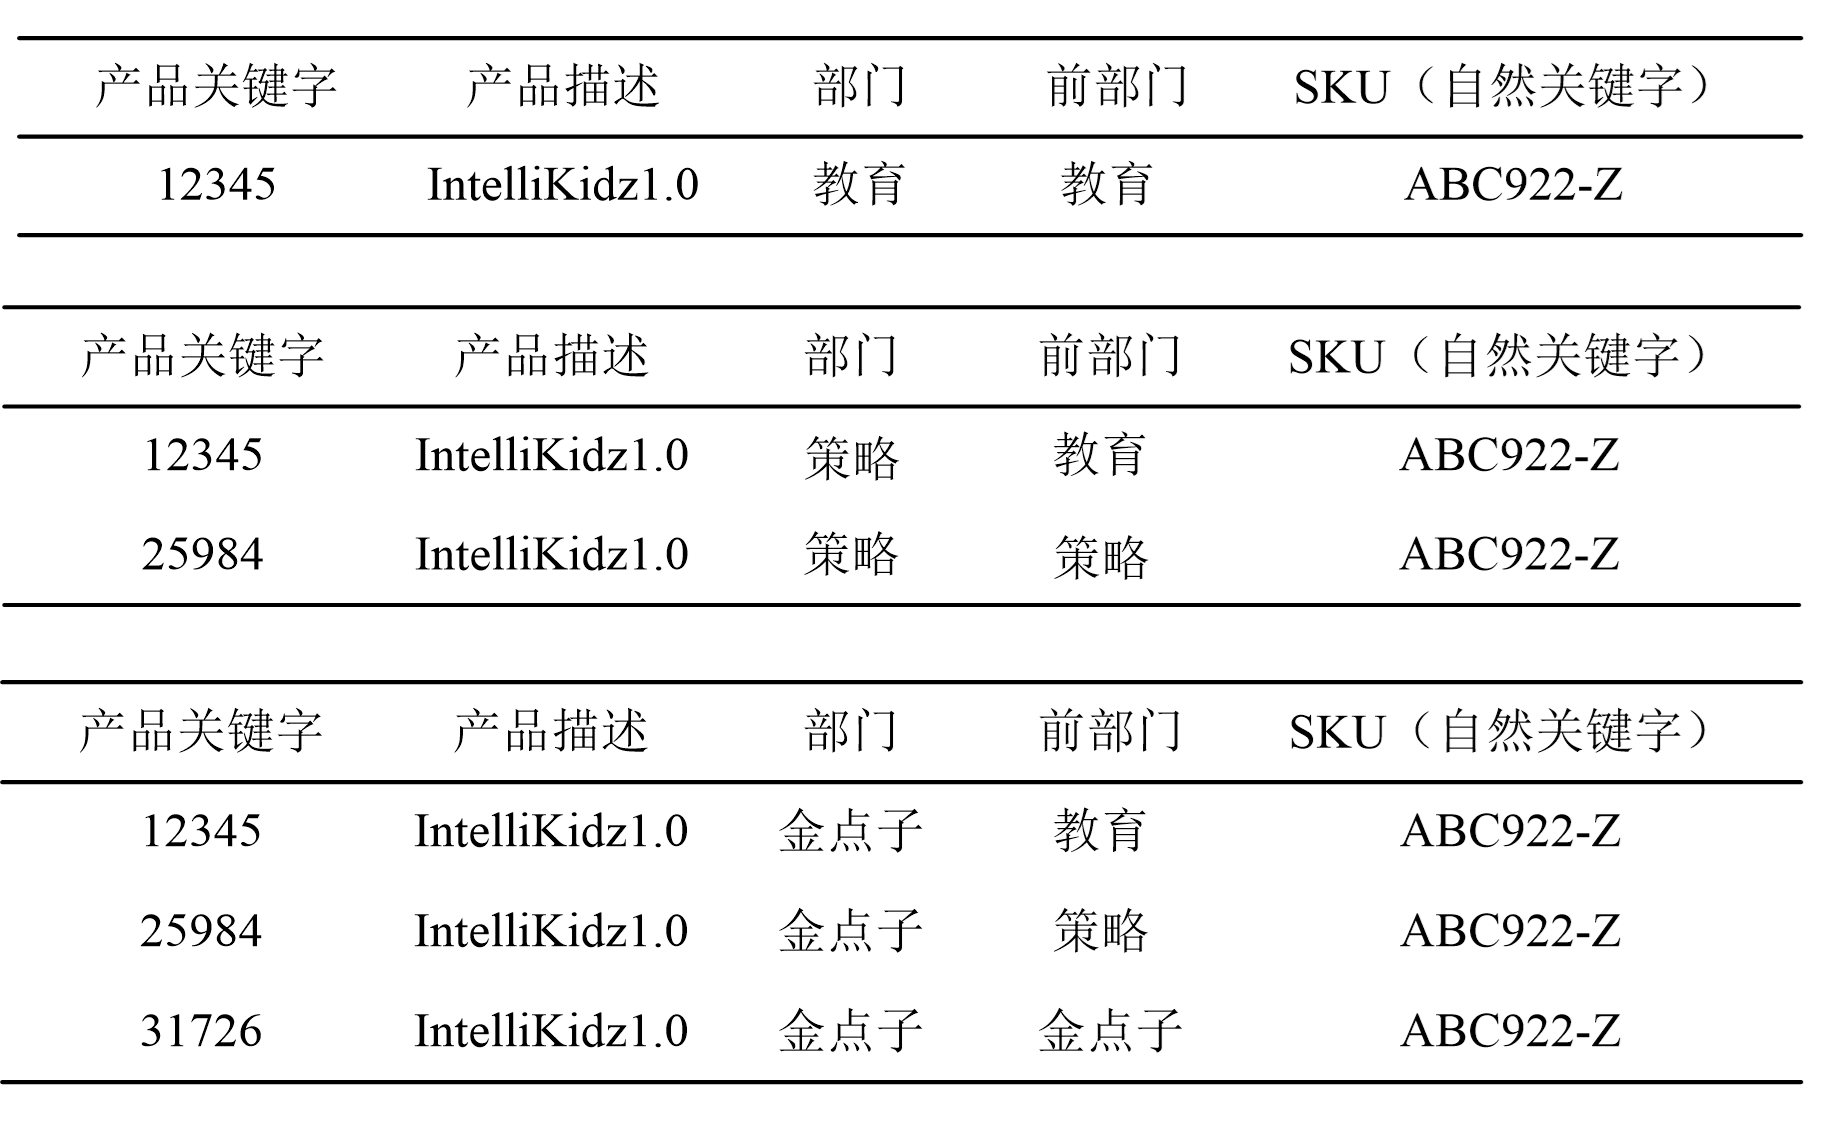 产品关键字 产品描述 部门 前部门 SKU（自然关键字）
12345 IntelliKidz1.0 教育 教育 ABC922-Z
产品关键字 产品描述 部门 前部门 SKU（自然关键字）
12345 IntelliKidz1.0 策略 教育 ABC922-Z
25984 IntelliKidz1.0 策略 策略 ABC922-Z
产品关键字 产品描述 部门 前部门 SKU（自然关键字）
12345 IntelliKidz1.0 金点子 教育 ABC922-Z
25984 IntelliKidz1.0 金点子 策略 ABC922-Z
31726 IntelliKidz1.0 金点子 金点子 ABC922-Z